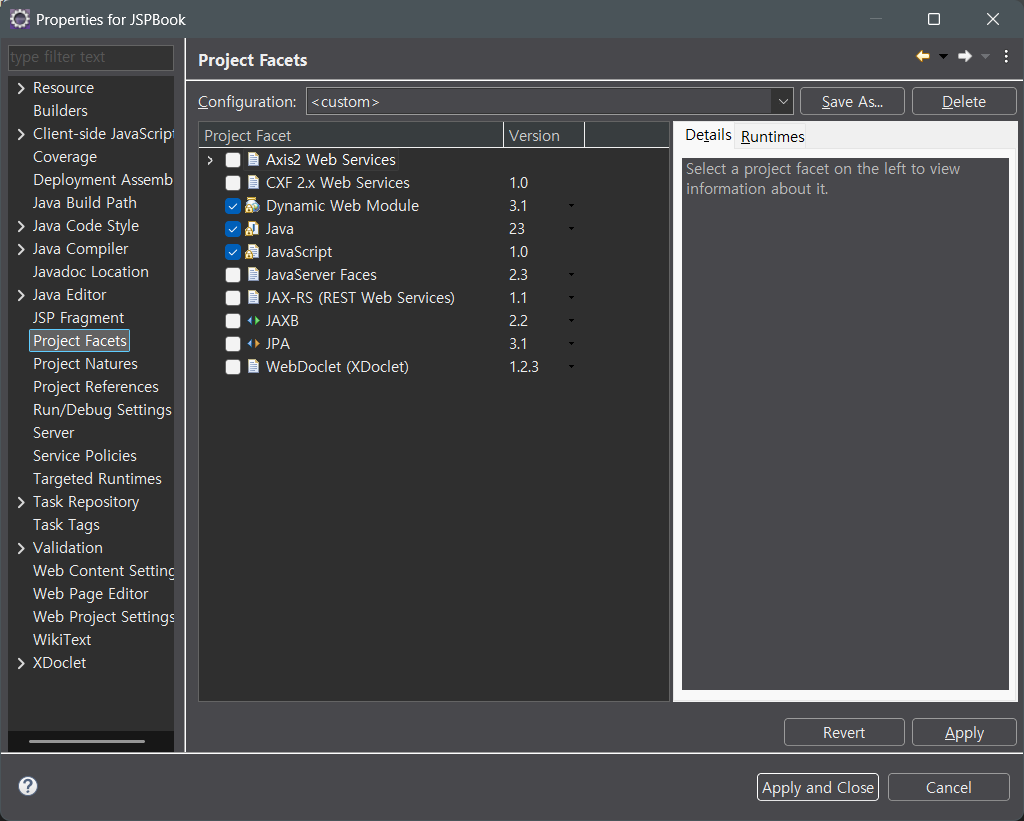 Properties for JSPBook
type filter text
Resource
Builders
Client-side JavaScript
Coverage
Deployment Assemb
Java Build Path
Java Code Style
Java Compiler
Javadoc Location
Java Editor
JSP Fragment
Project Facets
Project Natures
Project References
Run/Debug Settings
Server
Service Policies
Targeted Runtimes
Task Repository
Task Tags
Validation
Web Content Setting
Web Page Editor
Web Project Settings
WikiText
XDoclet
Project Facets
Configuration: <custom> Save As... Delete
Project Facet Version
Axis2 Web Services
CXF 2.x Web Services 1.0
Dynamic Web Module 3.1
Java 23
JavaScript 1.0
JavaServer Faces 2.3
JAX-RS (REST Web Services) 1.1
JAXB 2.2
JPA 3.1
WebDoclet (XDoclet) 1.2.3
Details Runtimes
Select a project facet on the left to view
information about it.
Revert Apply
? Apply and Close Cancel